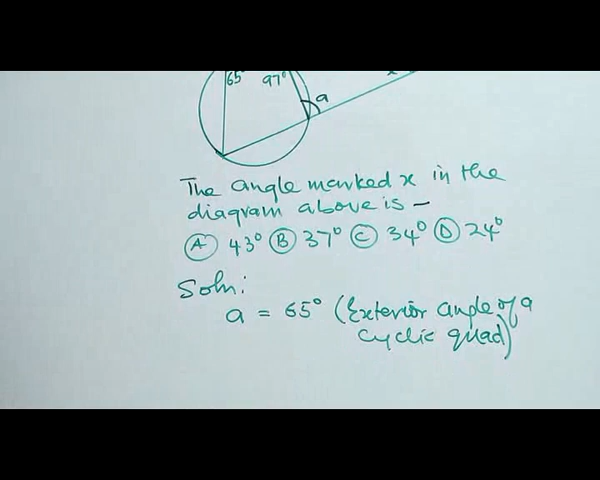 65 97°
x
a
The angle marked x in the
diagram above is -
A 43° B 37° C 34° D 24°
Soln:
a = 65° (Exterior angle of a
cyclic quad)